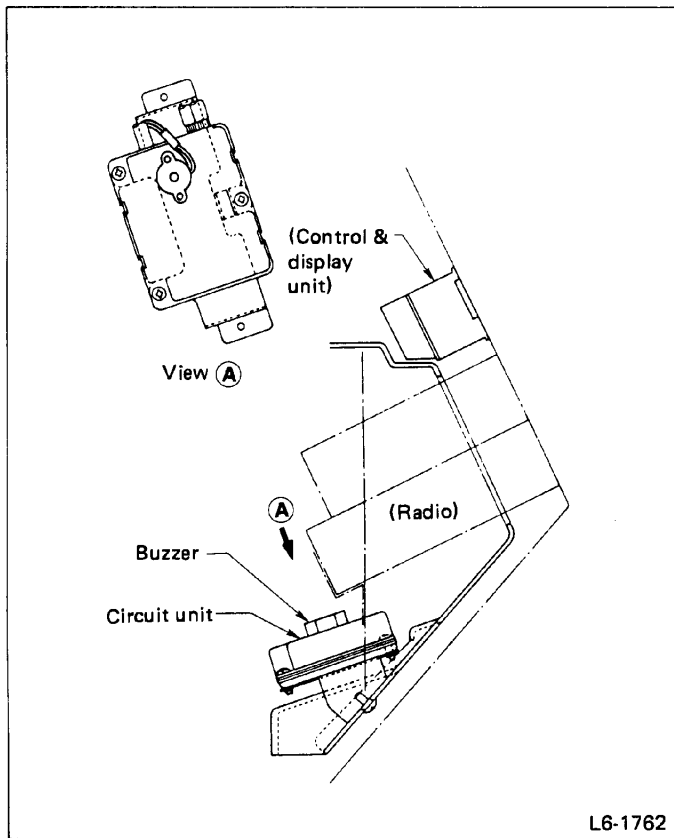 (Control &
display
unit)
View A
A
(Radio)
Buzzer
Circuit unit
L6-1762